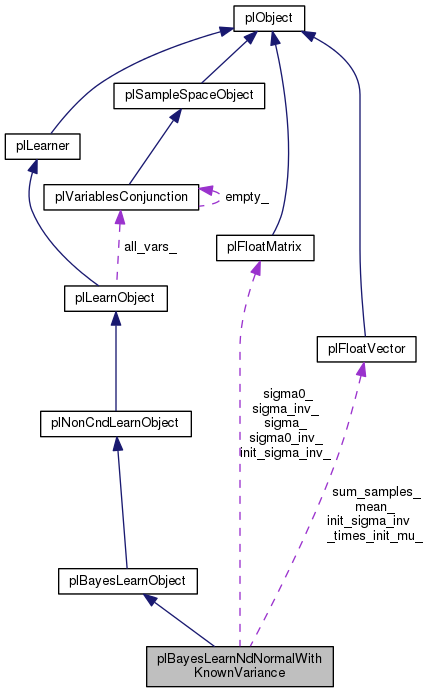 plObject
plSampleSpaceObject
plLearner
plVariablesConjunction
empty_
all_vars_
plFloatMatrix
plLearnObject
plFloatVector
sigma0_
sigma_inv_
sigma_
sigma0_inv_
init_sigma_inv_
plNonCndLearnObject
sum_samples_
mean_
init_sigma_inv
_times_init_mu_
plBayesLearnObject
plBayesLearnNdNormalWith
KnownVariance